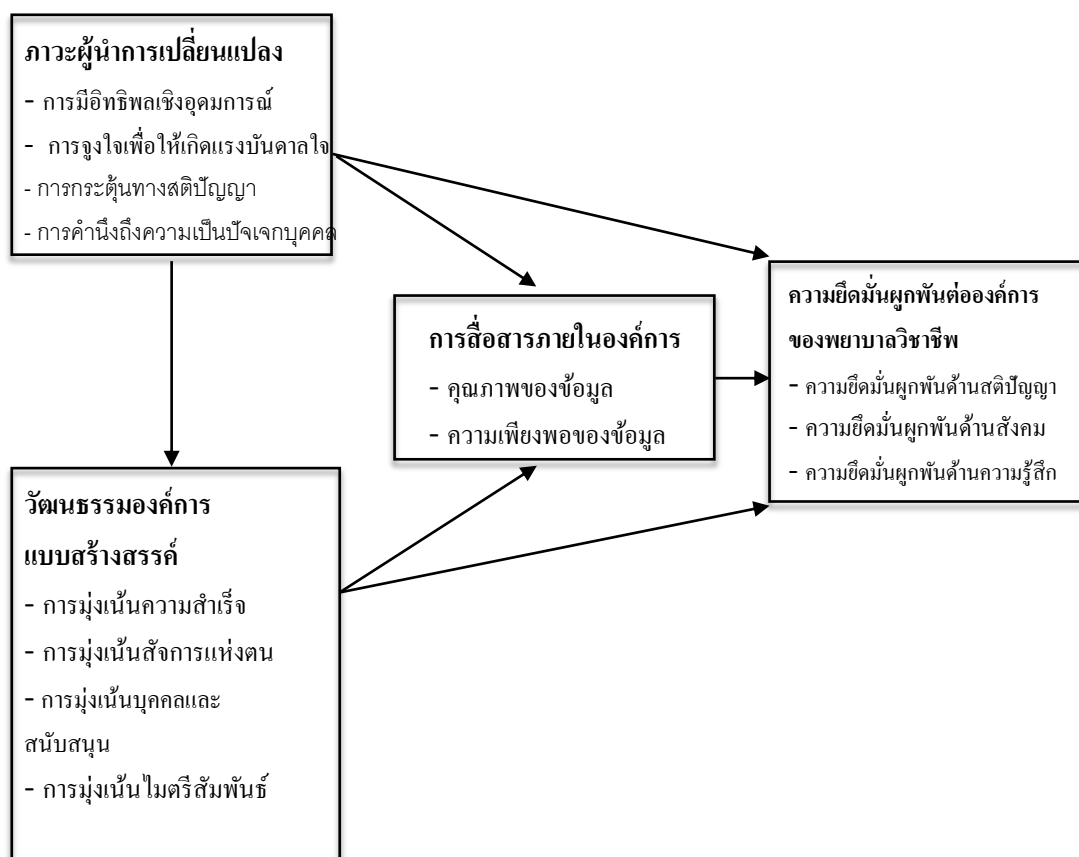 ภาวะผู้นำการเปลี่ยนแปลง
- การมีอิทธิพลเชิงอุดมการณ์
- การจูงใจเพื่อให้เกิดแรงบันดาลใจ
- การกระตุ้นทางสติปัญญา
- การคำนึงถึงความเป็นปัจเจกบุคคล
การสื่อสารภายในองค์การ
- คุณภาพของข้อมูล
- ความเพียงพอของข้อมูล
ความยึดมั่นผูกพันต่อองค์การ
ของพยาบาลวิชาชีพ
- ความยึดมั่นผูกพันด้านสติปัญญา
- ความยึดมั่นผูกพันด้านสังคม
- ความยึดมั่นผูกพันด้านความรู้สึก
วัฒนธรรมองค์การ
แบบสร้างสรรค์
- การมุ่งเน้นความสำเร็จ
- การมุ่งเน้นสัจการแห่งตน
- การมุ่งเน้นบุคคลและ
สนับสนุน
- การมุ่งเน้นไมตรีสัมพันธ์